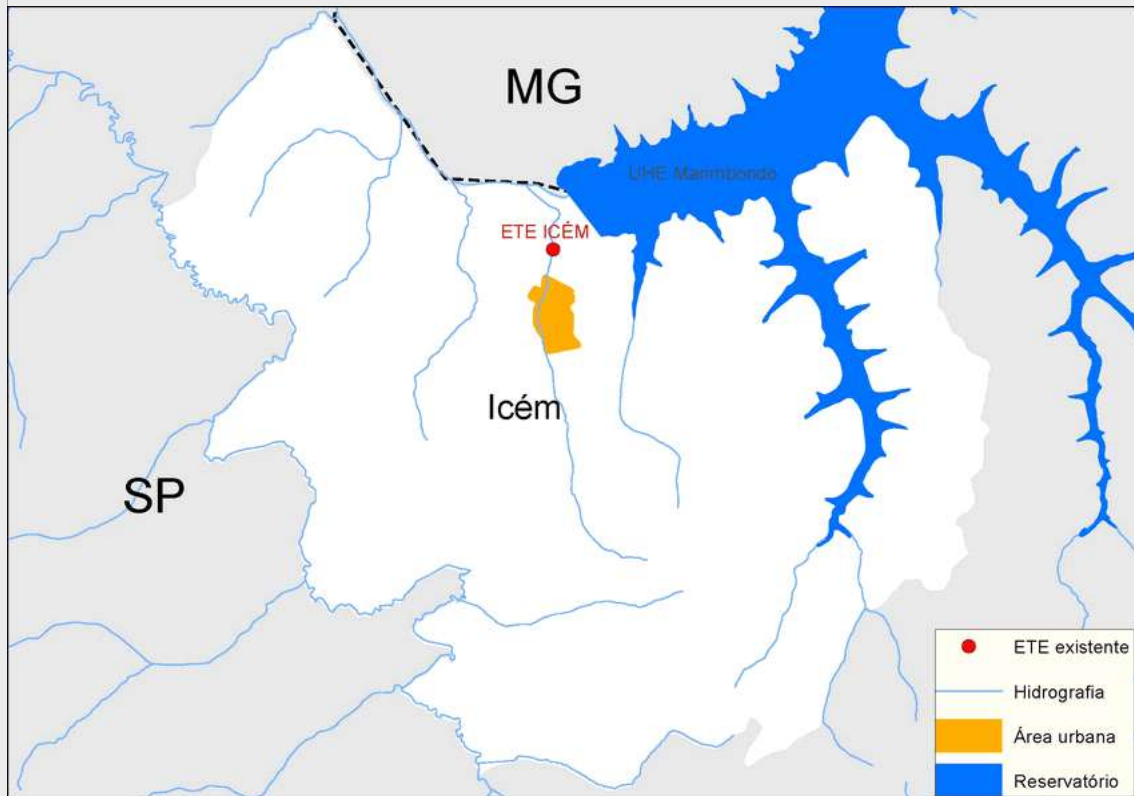 MG
UHE Marimbondo
ETE ICÉM
Icém
SP
ETE existente
Hidrografia
Área urbana
Reservatório